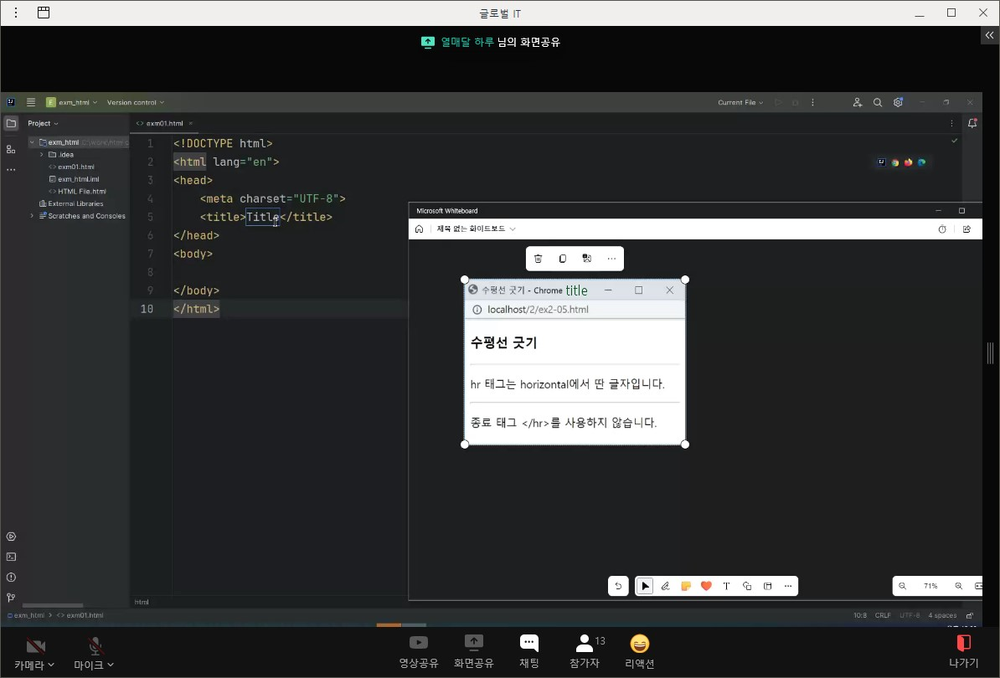 글로벌 IT
열매달 하루 님의 화면공유
exm_html
Version control
Current File
Project
exm01.html
exm_html
.idea
exm01.html
exm_html.iml
HTML File.html
External Libraries
Scratches and Consoles
1 <!DOCTYPE html>
2 <html lang="en">
3 <head>
4 <meta charset="UTF-8">
5 <title>Title</title>
6 </head>
7 <body>
8
9 </body>
10 </html>
Microsoft Whiteboard
제목 없는 화이트보드
수평선 긋기 - Chrome title
localhost/2/ex2-05.html
수평선 긋기
hr 태그는 horizontal에서 딴 글자입니다.
종료 태그 </hr>를 사용하지 않습니다.
71%
html
exm_html > exm01.html
10:8 CRLF UTF-8 4 spaces
카메라
마이크
영상공유
화면공유
채팅
참가자 13
리액션
나가기